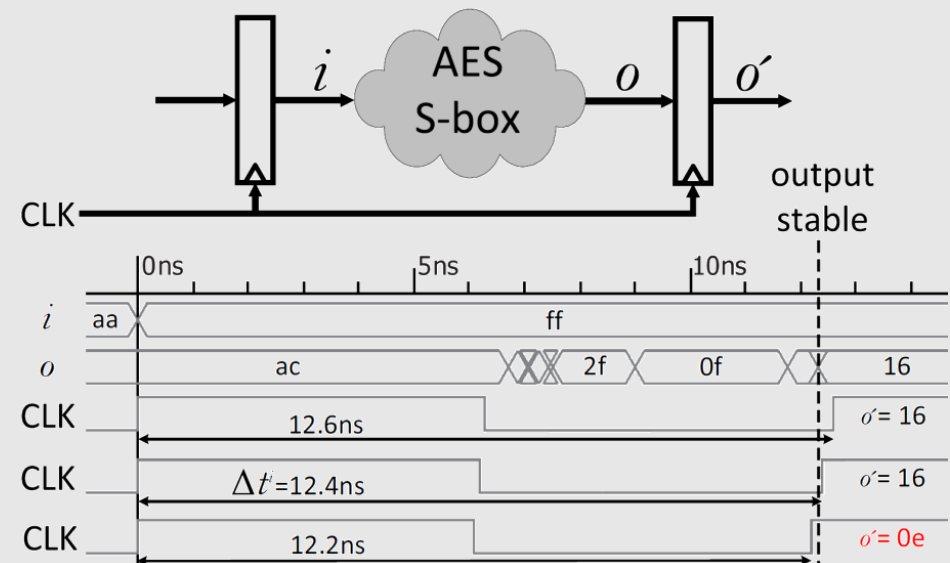 i
AES
S-box
o
o´
CLK
output
stable
0ns
5ns
10ns
i
aa
ff
o
ac
2f
0f
16
CLK
12.6ns
o´= 16
CLK
Δtⁱ=12.4ns
o´= 16
CLK
12.2ns
o´= 0e